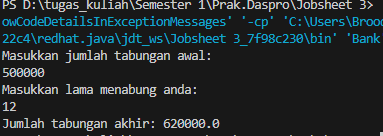 PS D:\tugas_kuliah\Semester 1\Prak.Daspro\Jobsheet 3>
owCodeDetailsInExceptionMessages' '-cp' 'C:\Users\Broo
22c4\redhat.java\jdt_ws\Jobsheet 3_7f98c230\bin' 'Bank
Masukkan jumlah tabungan awal:
500000
Masukkan lama menabung anda:
12
Jumlah tabungan akhir: 620000.0